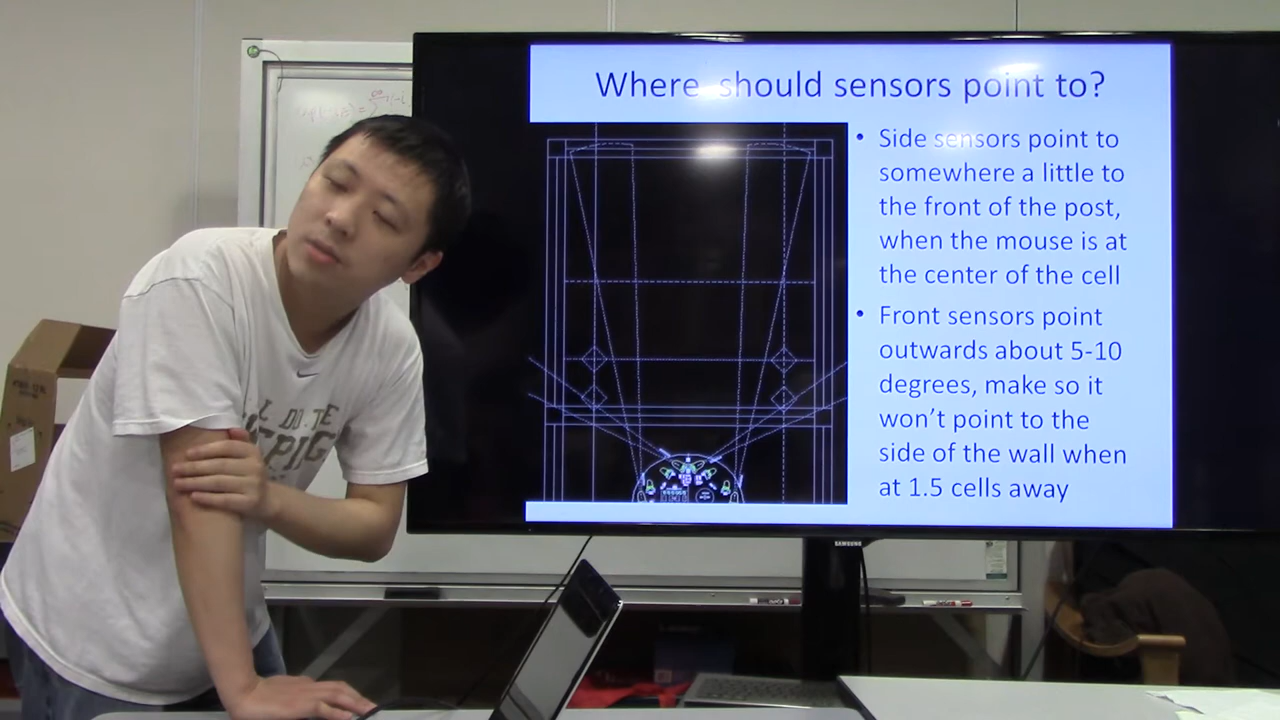 Where should sensors point to?
• Side sensors point to
somewhere a little to
the front of the post,
when the mouse is at
the center of the cell
• Front sensors point
outwards about 5-10
degrees, make so it
won't point to the
side of the wall when
at 1.5 cells away
SAMSUNG